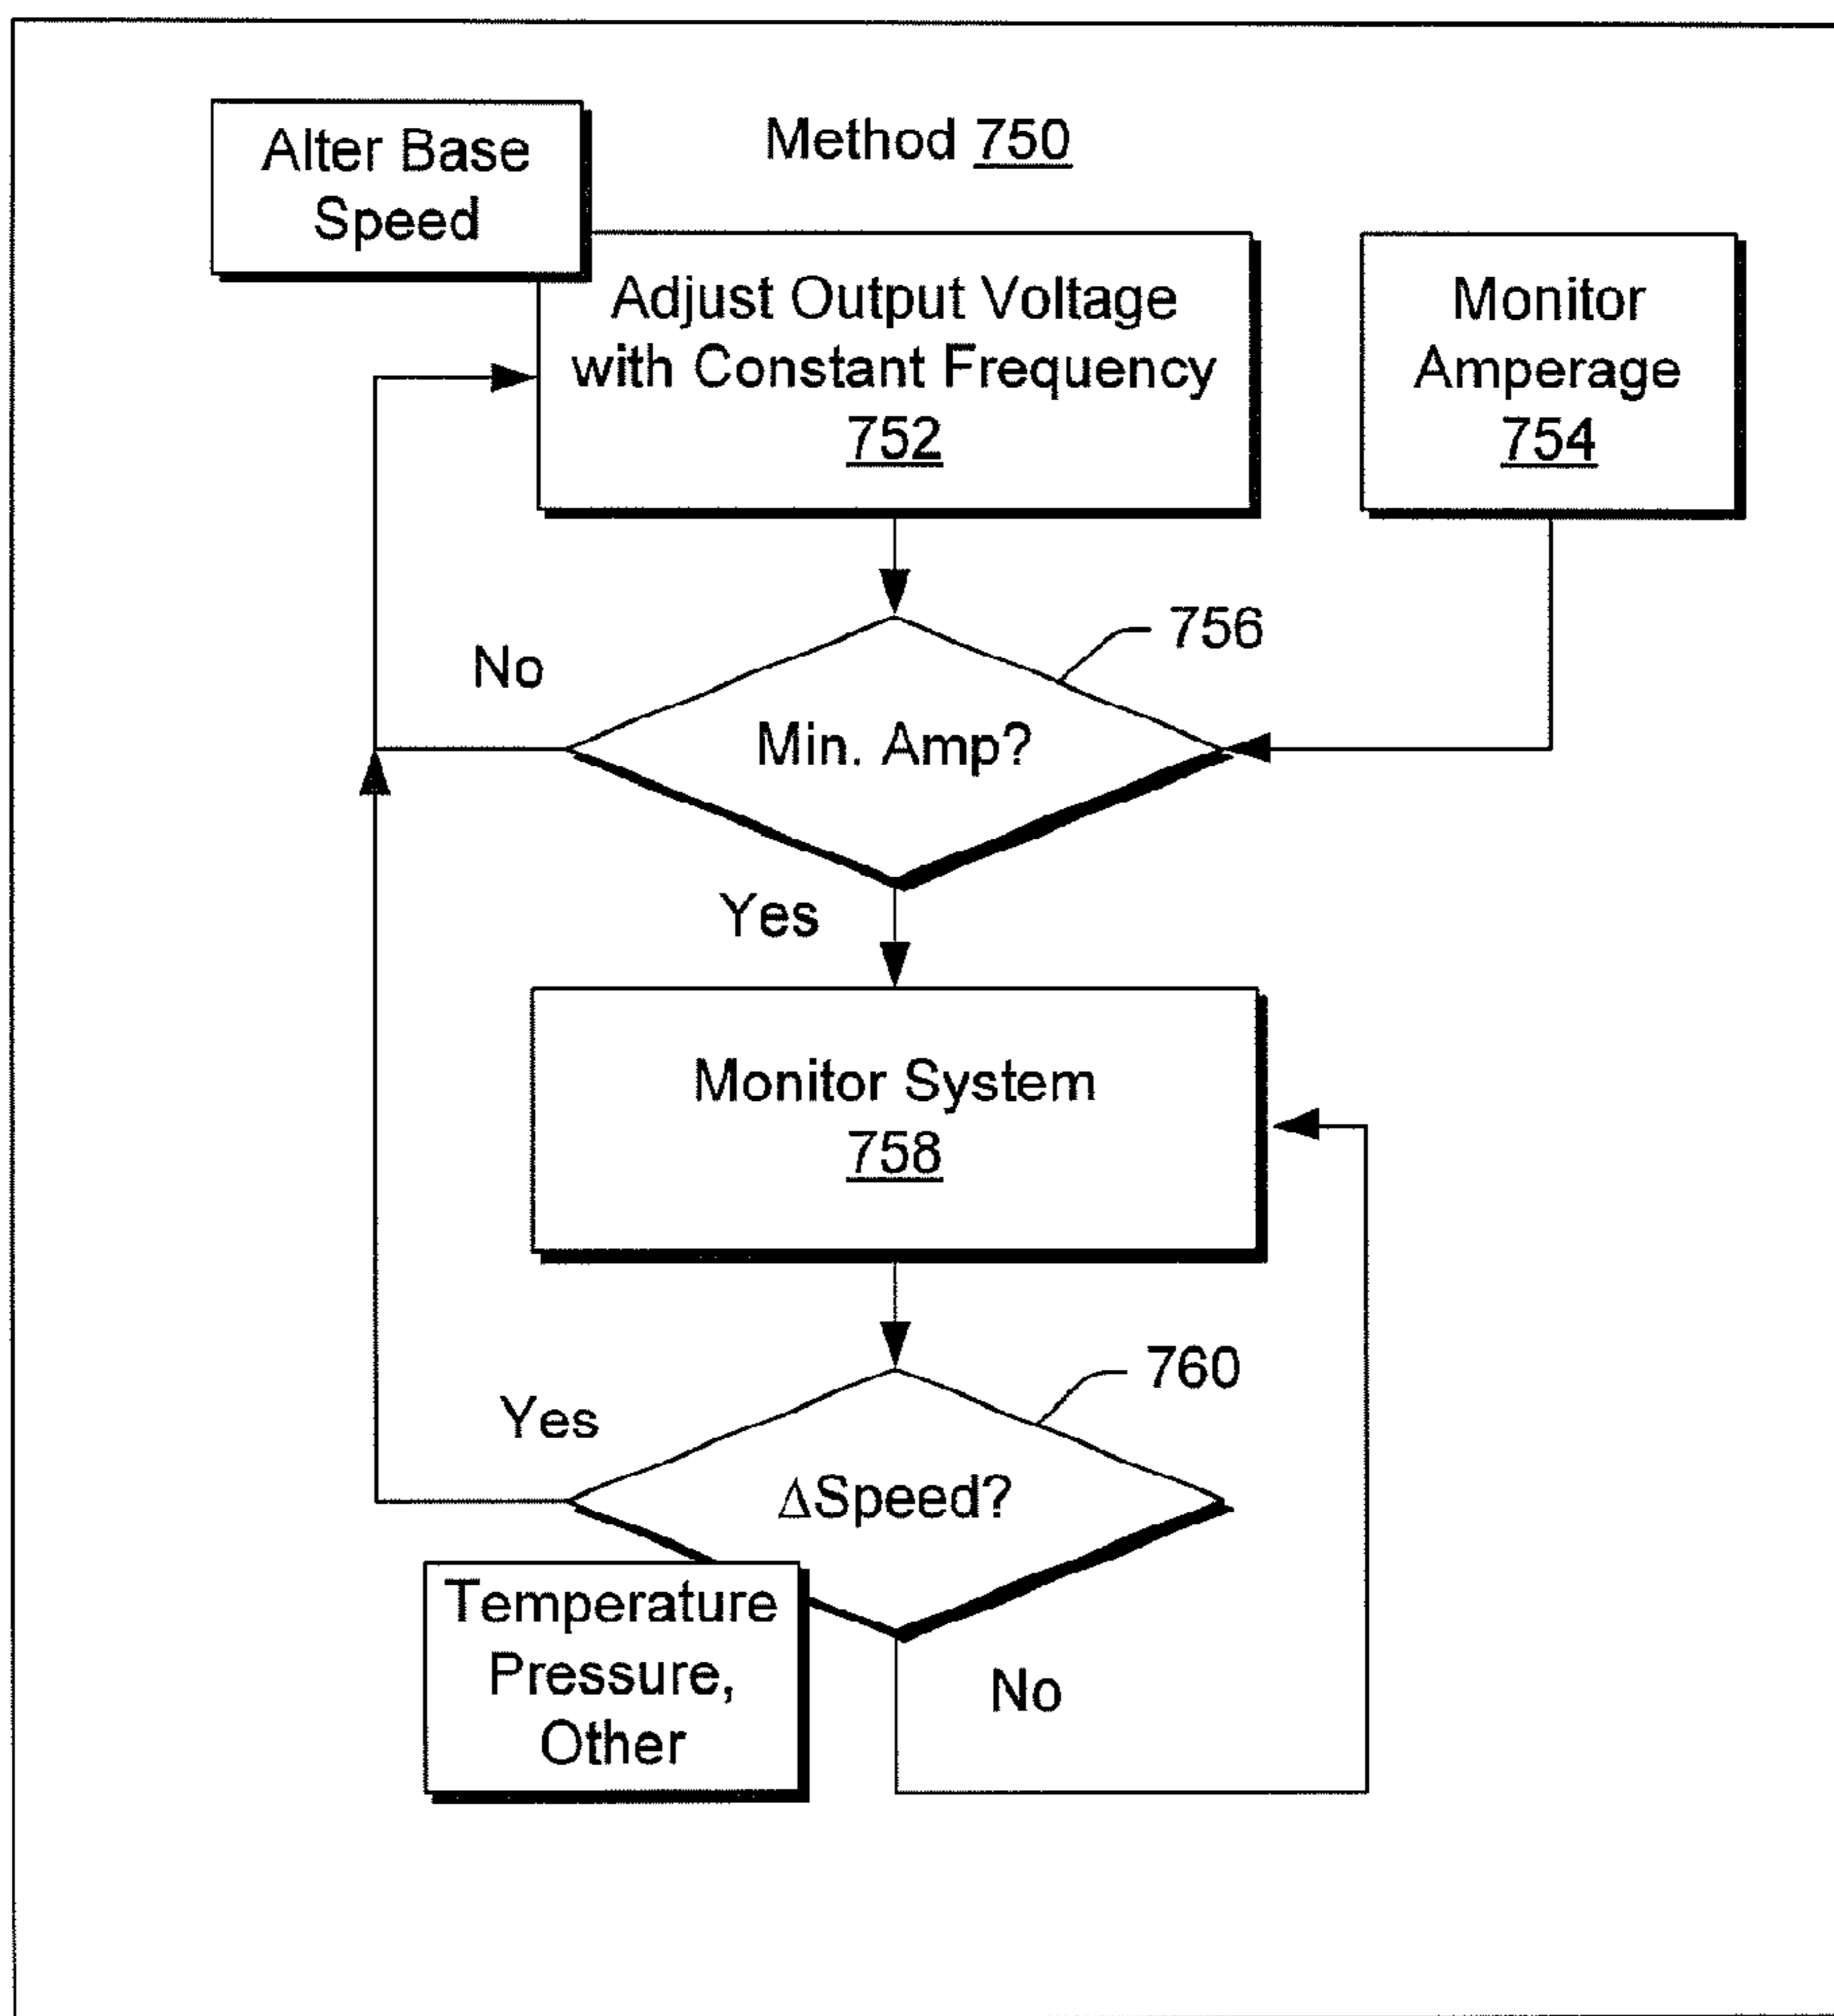 Alter Base
Speed
Method 750
Adjust Output Voltage
with Constant Frequency
752
Monitor
Amperage
754
756
No
Min. Amp?
Yes
Monitor System
758
760
Yes
ΔSpeed?
Temperature
Pressure,
Other
No